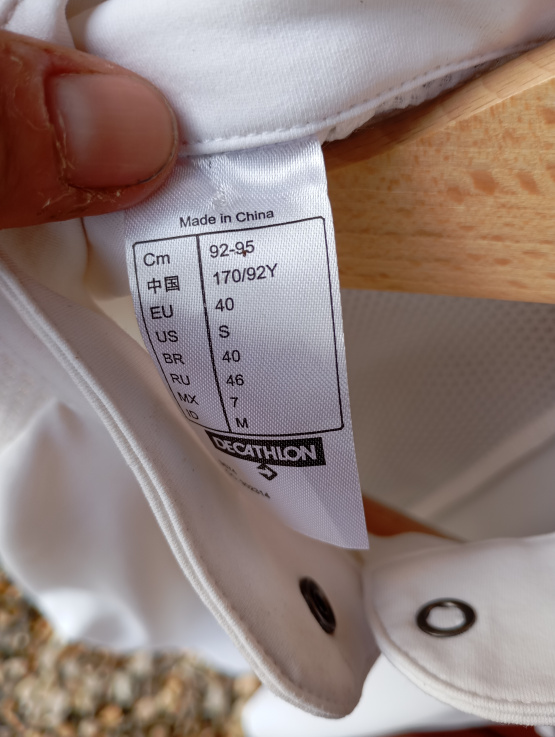 Made in China
Cm 92-95
中国 170/92Y
EU 40
US S
BR 40
RU 46
MX 7
ID M
DECATHLON